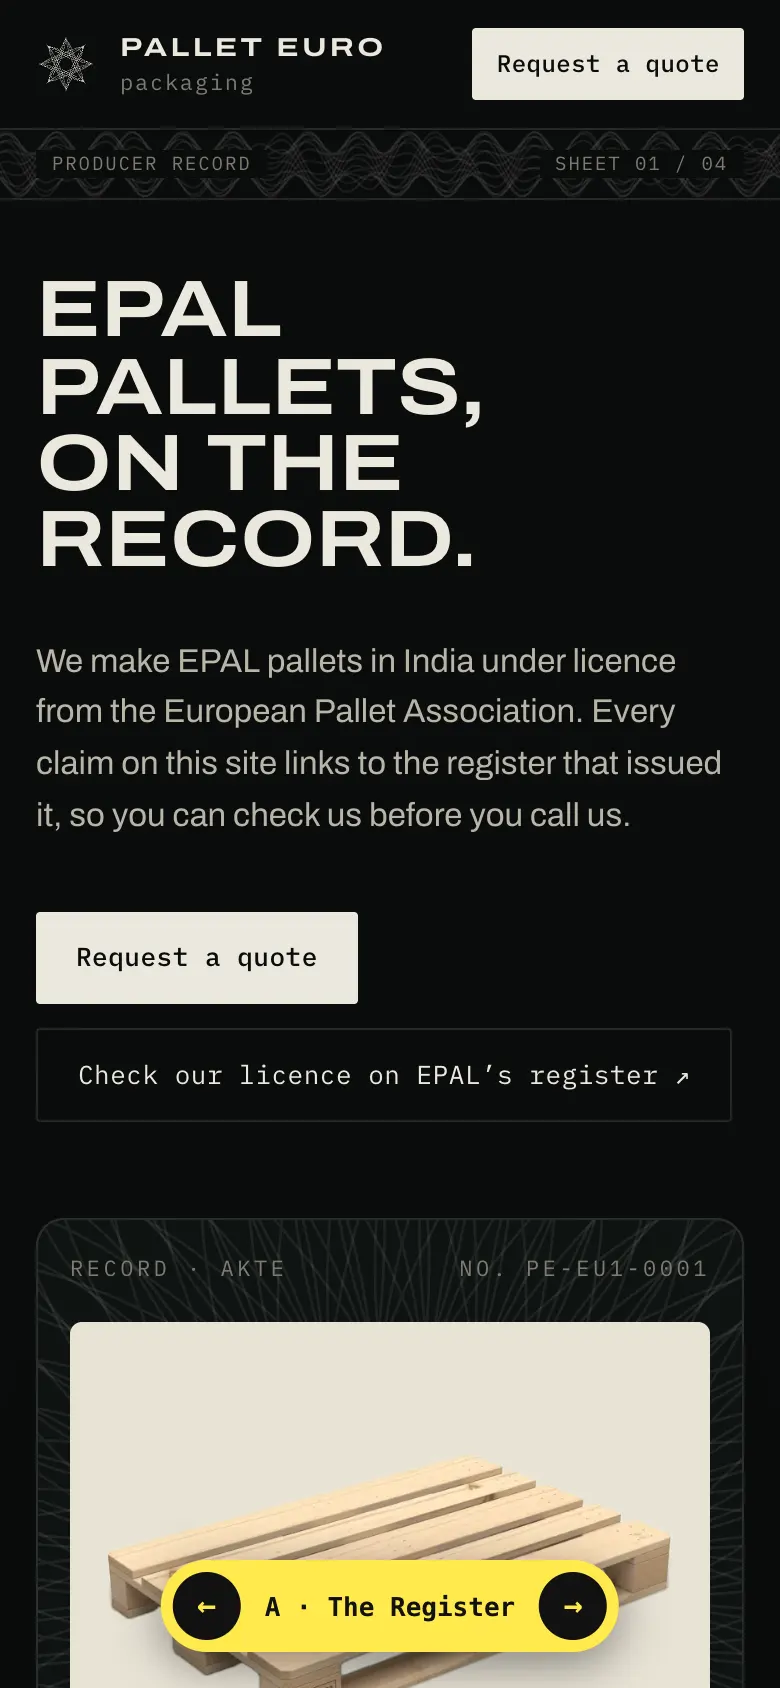 PALLET EURO
packaging
Request a quote
PRODUCER RECORD
SHEET 01 / 04
EPAL
PALLETS,
ON THE
RECORD.
We make EPAL pallets in India under licence
from the European Pallet Association. Every
claim on this site links to the register that issued
it, so you can check us before you call us.
Request a quote
Check our licence on EPAL’s register ↗
RECORD · AKTE
NO. PE-EU1-0001
← A · The Register →